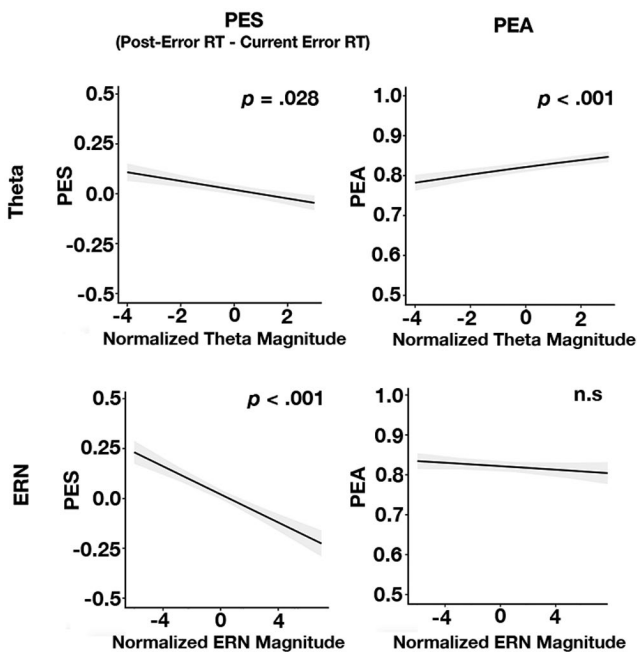 PES
(Post-Error RT - Current Error RT)
PEA
Theta
PES
0.5
0.25
0.0
-0.25
-0.5
p = .028
-4 -2 0 2
Normalized Theta Magnitude
PEA
1.0
0.9
0.8
0.7
0.6
0.5
p < .001
-4 -2 0 2
Normalized Theta Magnitude
ERN
PES
0.5
0.25
0.0
-0.25
-0.5
p < .001
-4 0 4
Normalized ERN Magnitude
PEA
1.0
0.9
0.8
0.7
0.6
0.5
n.s
-4 0 4
Normalized ERN Magnitude